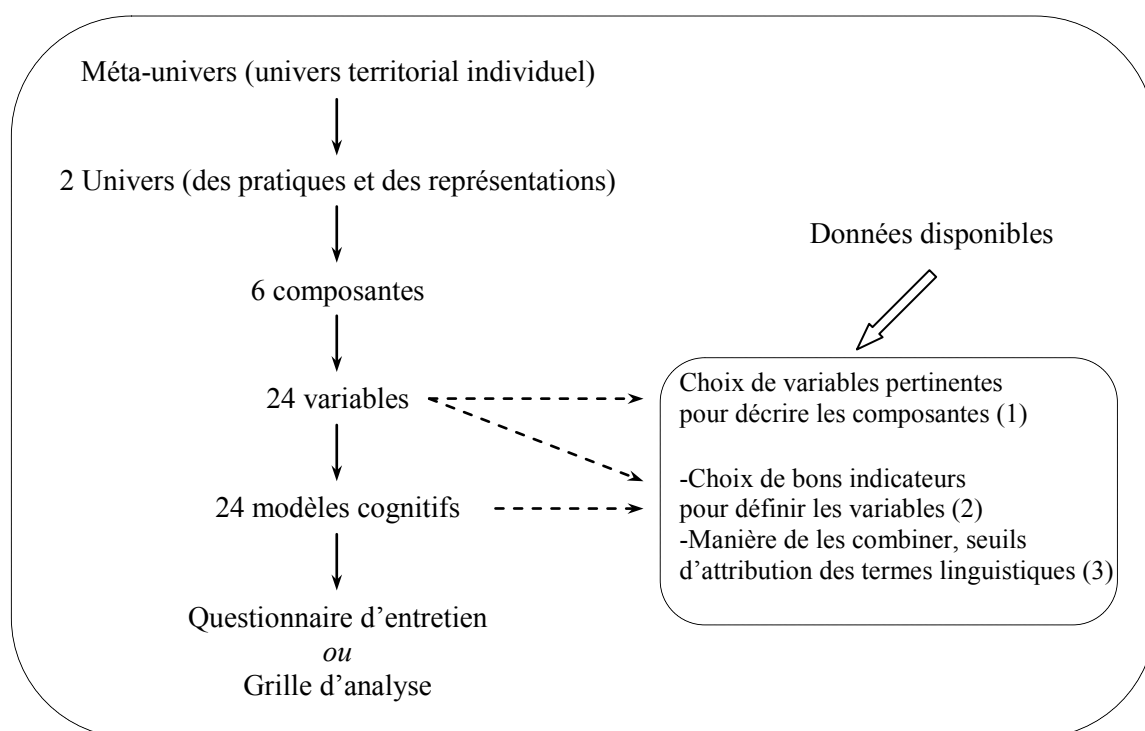 Méta-univers (univers territorial individuel)
2 Univers (des pratiques et des représentations)
Données disponibles
6 composantes
24 variables
Choix de variables pertinentes
pour décrire les composantes (1)
-Choix de bons indicateurs
pour définir les variables (2)
-Manière de les combiner, seuils
d’attribution des termes linguistiques (3)
24 modèles cognitifs
Questionnaire d’entretien
ou
Grille d’analyse